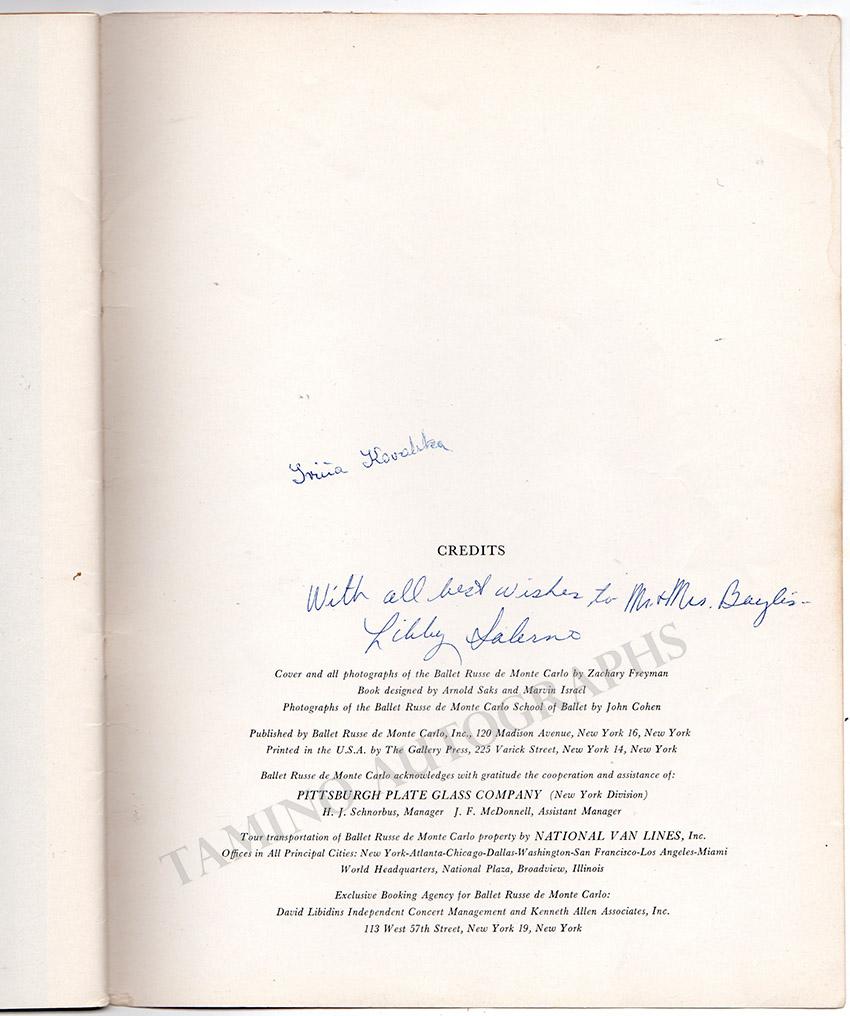 Irina Kovalska
CREDITS
With all best wishes to Mr. & Mrs. Baylis-
Libby Salerno
Cover and all photographs of the Ballet Russe de Monte Carlo by Zachary Freyman
Book designed by Arnold Saks and Marvin Israel
Photographs of the Ballet Russe de Monte Carlo School of Ballet by John Cohen
Published by Ballet Russe de Monte Carlo, Inc., 120 Madison Avenue, New York 16, New York
Printed in the U.S.A. by The Gallery Press, 225 Varick Street, New York 14, New York
Ballet Russe de Monte Carlo acknowledges with gratitude the cooperation and assistance of:
PITTSBURGH PLATE GLASS COMPANY (New York Division)
H. J. Schnorbus, Manager J. F. McDonnell, Assistant Manager
Tour transportation of Ballet Russe de Monte Carlo property by NATIONAL VAN LINES, Inc.
Offices in All Principal Cities: New York-Atlanta-Chicago-Dallas-Washington-San Francisco-Los Angeles-Miami
World Headquarters, National Plaza, Broadview, Illinois
Exclusive Booking Agency for Ballet Russe de Monte Carlo:
David Libidins Independent Concert Management and Kenneth Allen Associates, Inc.
113 West 57th Street, New York 19, New York
TAMINO AUTOGRAPHS